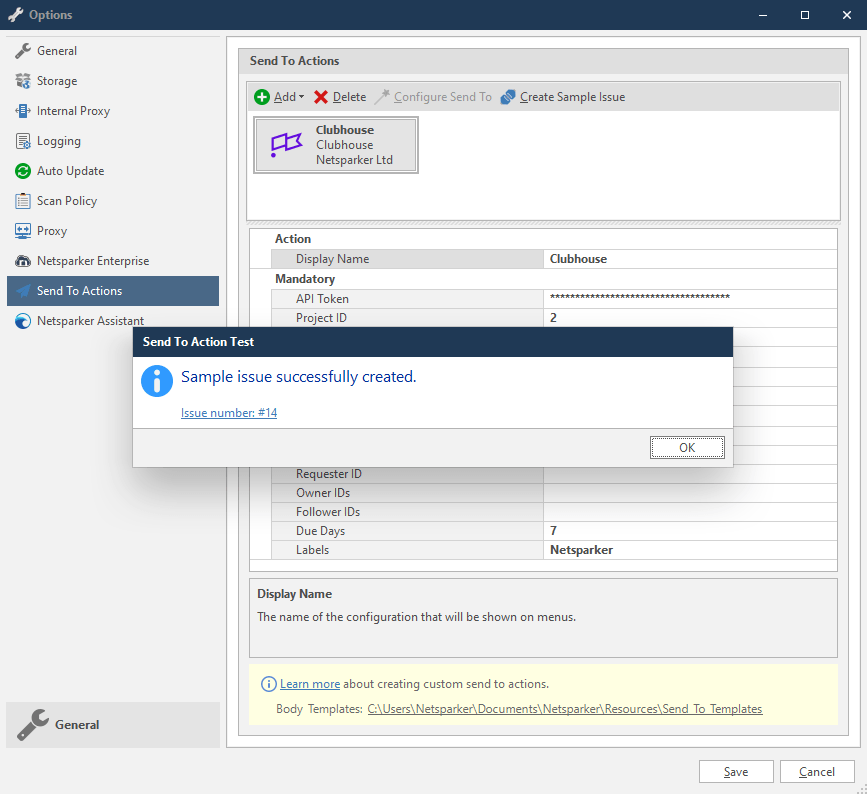 Options
General
Storage
Internal Proxy
Logging
Auto Update
Scan Policy
Proxy
Netsparker Enterprise
Send To Actions
Netsparker Assistant
General
Send To Actions
Add Delete Configure Send To Create Sample Issue
Clubhouse
Clubhouse
Netsparker Ltd
Action
Display Name Clubhouse
Mandatory
API Token ************************************
Project ID 2
Send To Action Test
Sample issue successfully created.
Issue number: #14
OK
Requester ID
Owner IDs
Follower IDs
Due Days 7
Labels Netsparker
Display Name
The name of the configuration that will be shown on menus.
Learn more about creating custom send to actions.
Body Templates: C:\Users\Netsparker\Documents\Netsparker\Resources\Send To Templates
Save Cancel